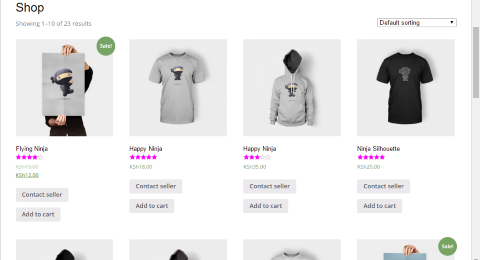 Shop
Showing 1–10 of 23 results
Default sorting
Sale!
Flying Ninja
KSh15.00
KSh12.00
Contact seller
Add to cart
Happy Ninja
KSh18.00
Contact seller
Add to cart
Happy Ninja
KSh35.00
Contact seller
Add to cart
Ninja Silhouette
KSh20.00
Contact seller
Add to cart
Sale!